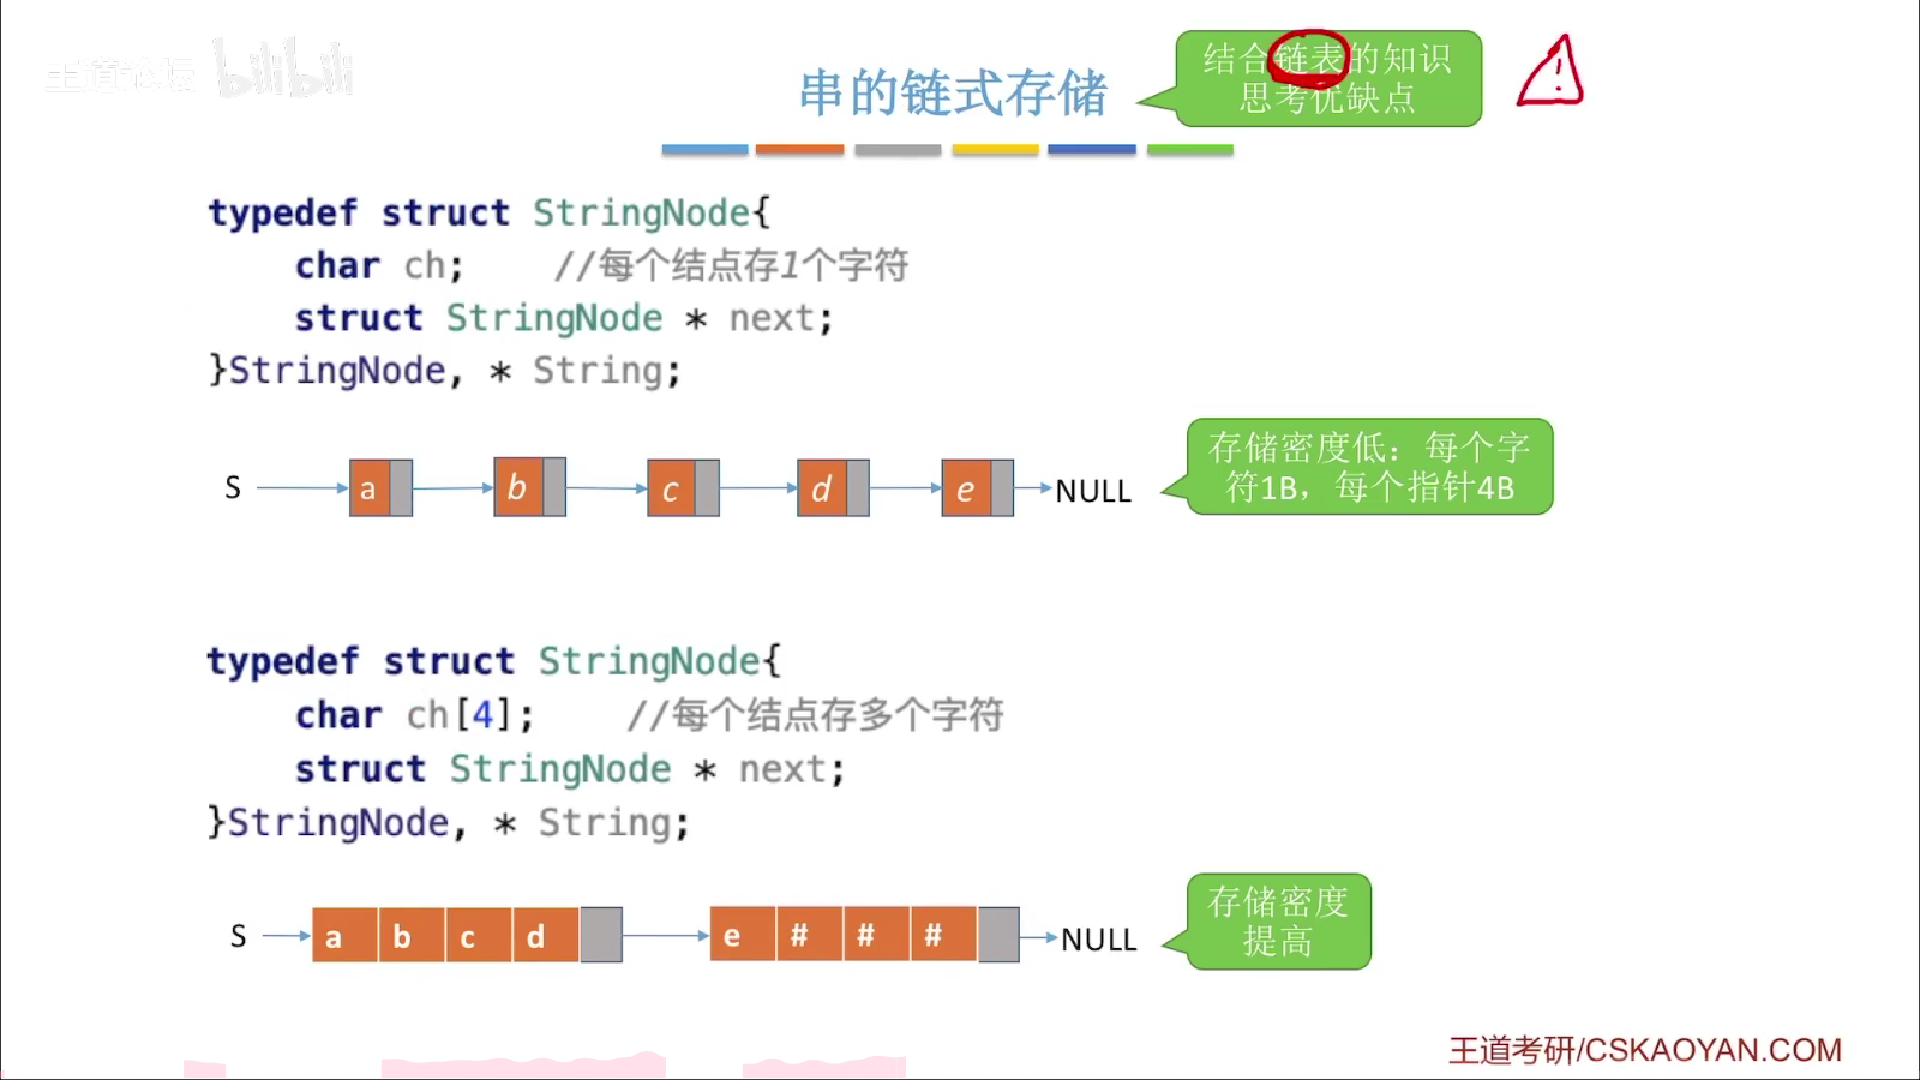 王道论坛 bilibili
串的链式存储
结合链表的知识
思考优缺点
typedef struct StringNode{
char ch; //每个结点存1个字符
struct StringNode * next;
}StringNode, * String;
S a b c d e NULL
存储密度低：每个字
符1B，每个指针4B
typedef struct StringNode{
char ch[4]; //每个结点存多个字符
struct StringNode * next;
}StringNode, * String;
S a b c d e # # # NULL
存储密度
提高
王道考研/CSKAOYAN.COM